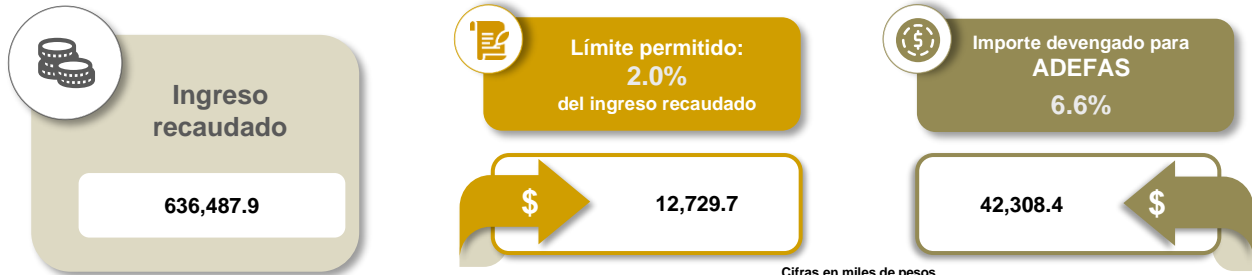 Ingreso
recaudado
636,487.9
Límite permitido:
2.0%
del ingreso recaudado
$
12,729.7
Importe devengado para
ADEFAS
6.6%
42,308.4
$
Cifras en miles de pesos